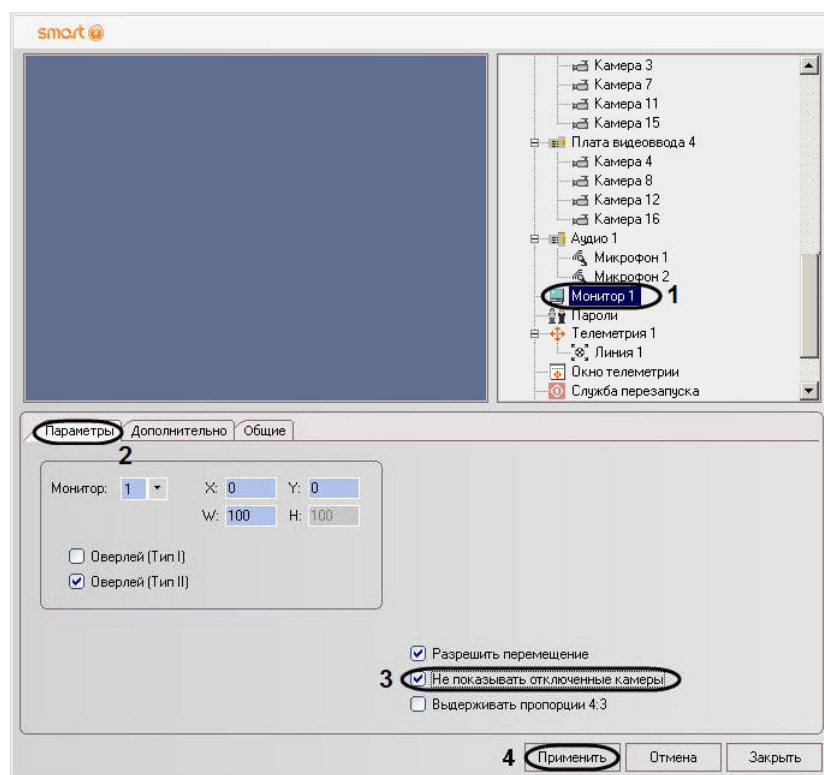 smart
Камера 3
Камера 7
Камера 11
Камера 15
Плата видеоввода 4
Камера 4
Камера 8
Камера 12
Камера 16
Аудио 1
Микрофон 1
Микрофон 2
Монитор 1 1
Пароли
Телеметрия 1
Линия 1
Окно телеметрии
Служба перезапуска
Параметры Дополнительно Общие
2
Монитор: 1 X: 0 Y: 0
W: 100 H: 100
Оверлей (Тип I)
Оверлей (Тип II)
Разрешить перемещение
3 Не показывать отключенные камеры
Выдерживать пропорции 4:3
4 Применить Отмена Закрыть